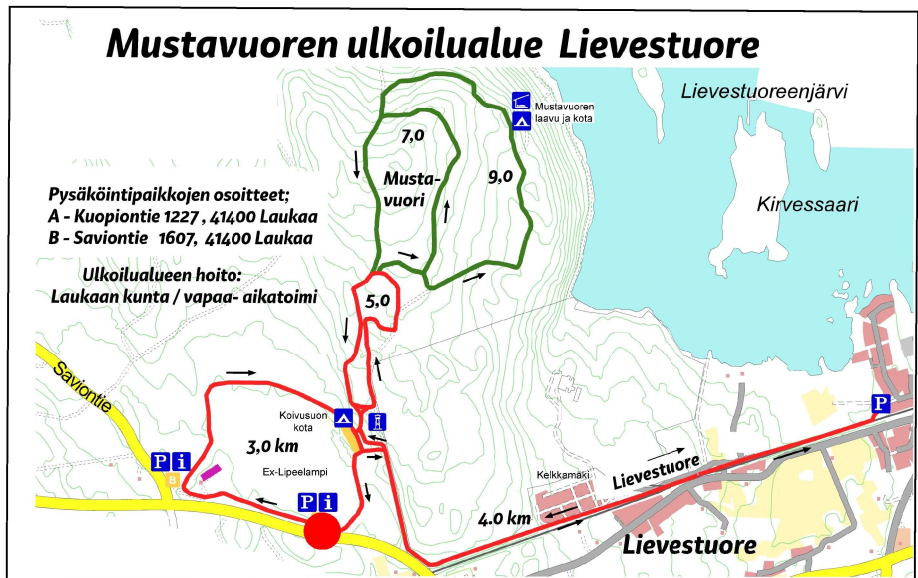 Mustavuoren ulkoilualue Lievestuore
Lievestuoreenjärvi
Mustavuoren
laavu ja kota
7,0
9,0
Musta-
vuori
Kirvessaari
Pysäköintipaikkojen osoitteet;
A - Kuopiontie 1227 , 41400 Laukaa
B - Saviontie 1607, 41400 Laukaa
Ulkoilualueen hoito:
Laukaan kunta / vapaa- aikatoimi
5,0
Saviontie
P
Koivusuon
kota
3,0 km
Ex-Lipeelampi
P i
B
P i
Kelkkamäki
Lievestuore
4.0 km
Lievestuore